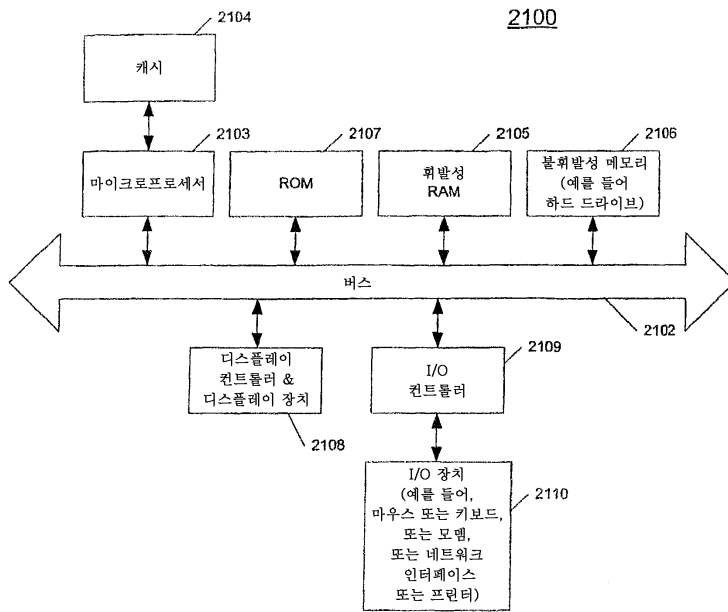 2100
2104
캐시
2103
마이크로프로세서
2107
ROM
2105
휘발성
RAM
2106
불휘발성 메모리
(예를 들어
하드 드라이브)
버스
2102
디스플레이
컨트롤러 &
디스플레이 장치
2108
2109
I/O
컨트롤러
I/O 장치
(예를 들어,
마우스 또는 키보드,
또는 모뎀,
또는 네트워크
인터페이스
또는 프린터)
2110